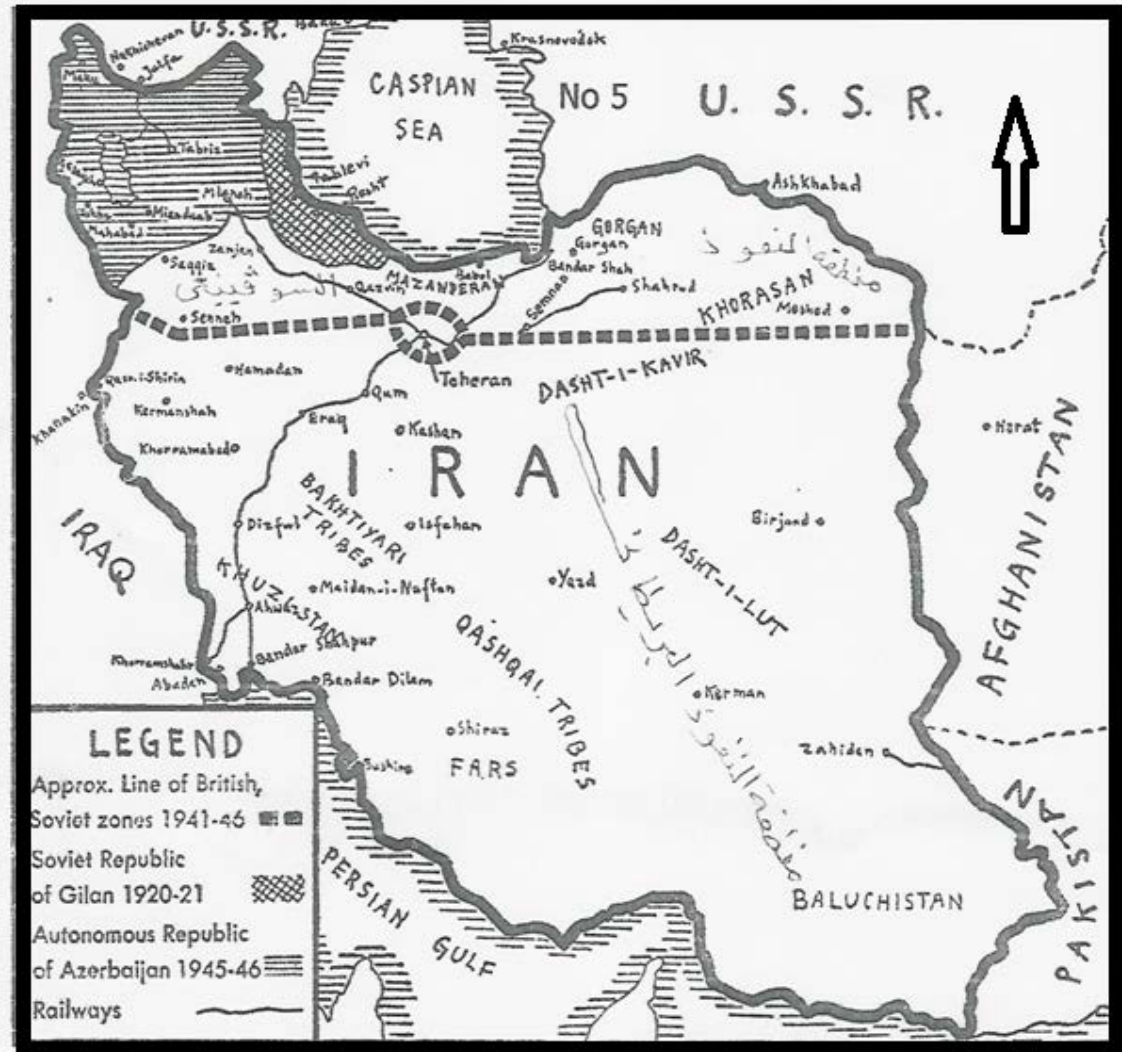 U.S.S.R.
Baku
Krasnovodsk
Nakhichevan
Julfa
Maku
CASPIAN
SEA
No 5
U. S. S. R.
Tabriz
Pahlevi
Resht
Ashkhabad
Mianeh
Miandaab
Mahabad
GORGAN
Gorgan
Bandar Shah
منطقة النفوذ
Zanjan
Saqqiz
السوفييتي
Qazvin
MAZANDERAN
Babol
Semnan
Shahrud
KHORASAN
Meshed
Senneh
Teheran
DASHT-I-KAVIR
Qasr-i-Shirin
Hamadan
Khanakin
Kermanshah
Qum
Eraq
Kashan
Khorramabad
Herat
IRAN
IRAQ
BAKHTIYARI
TRIBES
Dizful
Isfahan
Birjand
AFGHANISTAN
DASHT-I-LUT
KHUZISTAN
Maidan-i-Naftan
Yazd
Ahwaz
QASHQAI TRIBES
منطقة النفوذ البريطاني
Bandar Shahpur
Khorramshahr
Abadan
Bandar Dilam
Kerman
Shiraz
FARS
Zahidan
Bushire
PERSIAN
GULF
BALUCHISTAN
PAKISTAN
LEGEND
Approx. Line of British,
Soviet zones 1941-46
Soviet Republic
of Gilan 1920-21
Autonomous Republic
of Azerbaijan 1945-46
Railways